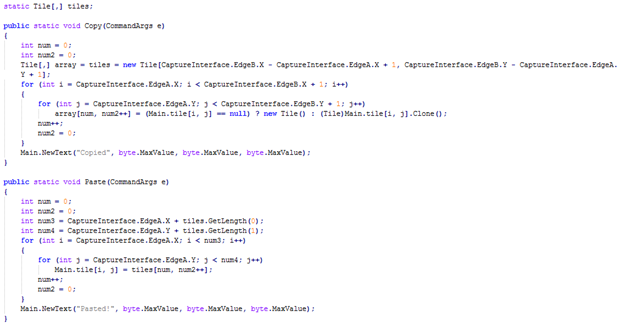 static Tile[,] tiles;
public static void Copy(CommandArgs e)
{
int num = 0;
int num2 = 0;
Tile[,] array = tiles = new Tile[CaptureInterface.EdgeB.X - CaptureInterface.EdgeA.X + 1, CaptureInterface.EdgeB.Y - CaptureInterface.EdgeA.
Y + 1];
for (int i = CaptureInterface.EdgeA.X; i < CaptureInterface.EdgeB.X + 1; i++)
{
for (int j = CaptureInterface.EdgeA.Y; j < CaptureInterface.EdgeB.Y + 1; j++)
array[num, num2++] = (Main.tile[i, j] == null) ? new Tile() : (Tile)Main.tile[i, j].Clone();
num++;
num2 = 0;
}
Main.NewText("Copied", byte.MaxValue, byte.MaxValue, byte.MaxValue);
}
public static void Paste(CommandArgs e)
{
int num = 0;
int num2 = 0;
int num3 = CaptureInterface.EdgeA.X + tiles.GetLength(0);
int num4 = CaptureInterface.EdgeA.Y + tiles.GetLength(1);
for (int i = CaptureInterface.EdgeA.X; i < num3; i++)
{
for (int j = CaptureInterface.EdgeA.Y; j < num4; j++)
Main.tile[i, j] = tiles[num, num2++];
num++;
num2 = 0;
}
Main.NewText("Pasted!", byte.MaxValue, byte.MaxValue, byte.MaxValue);
}